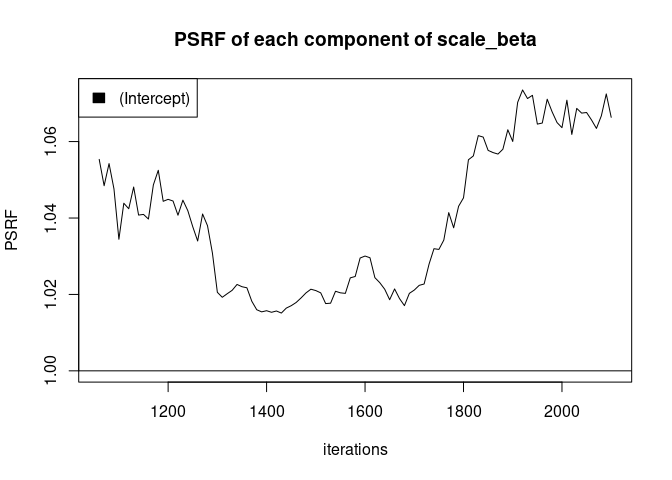 PSRF of each component of scale_beta
(Intercept)
PSRF
1.06
1.04
1.02
1.00
1200 1400 1600 1800 2000
iterations